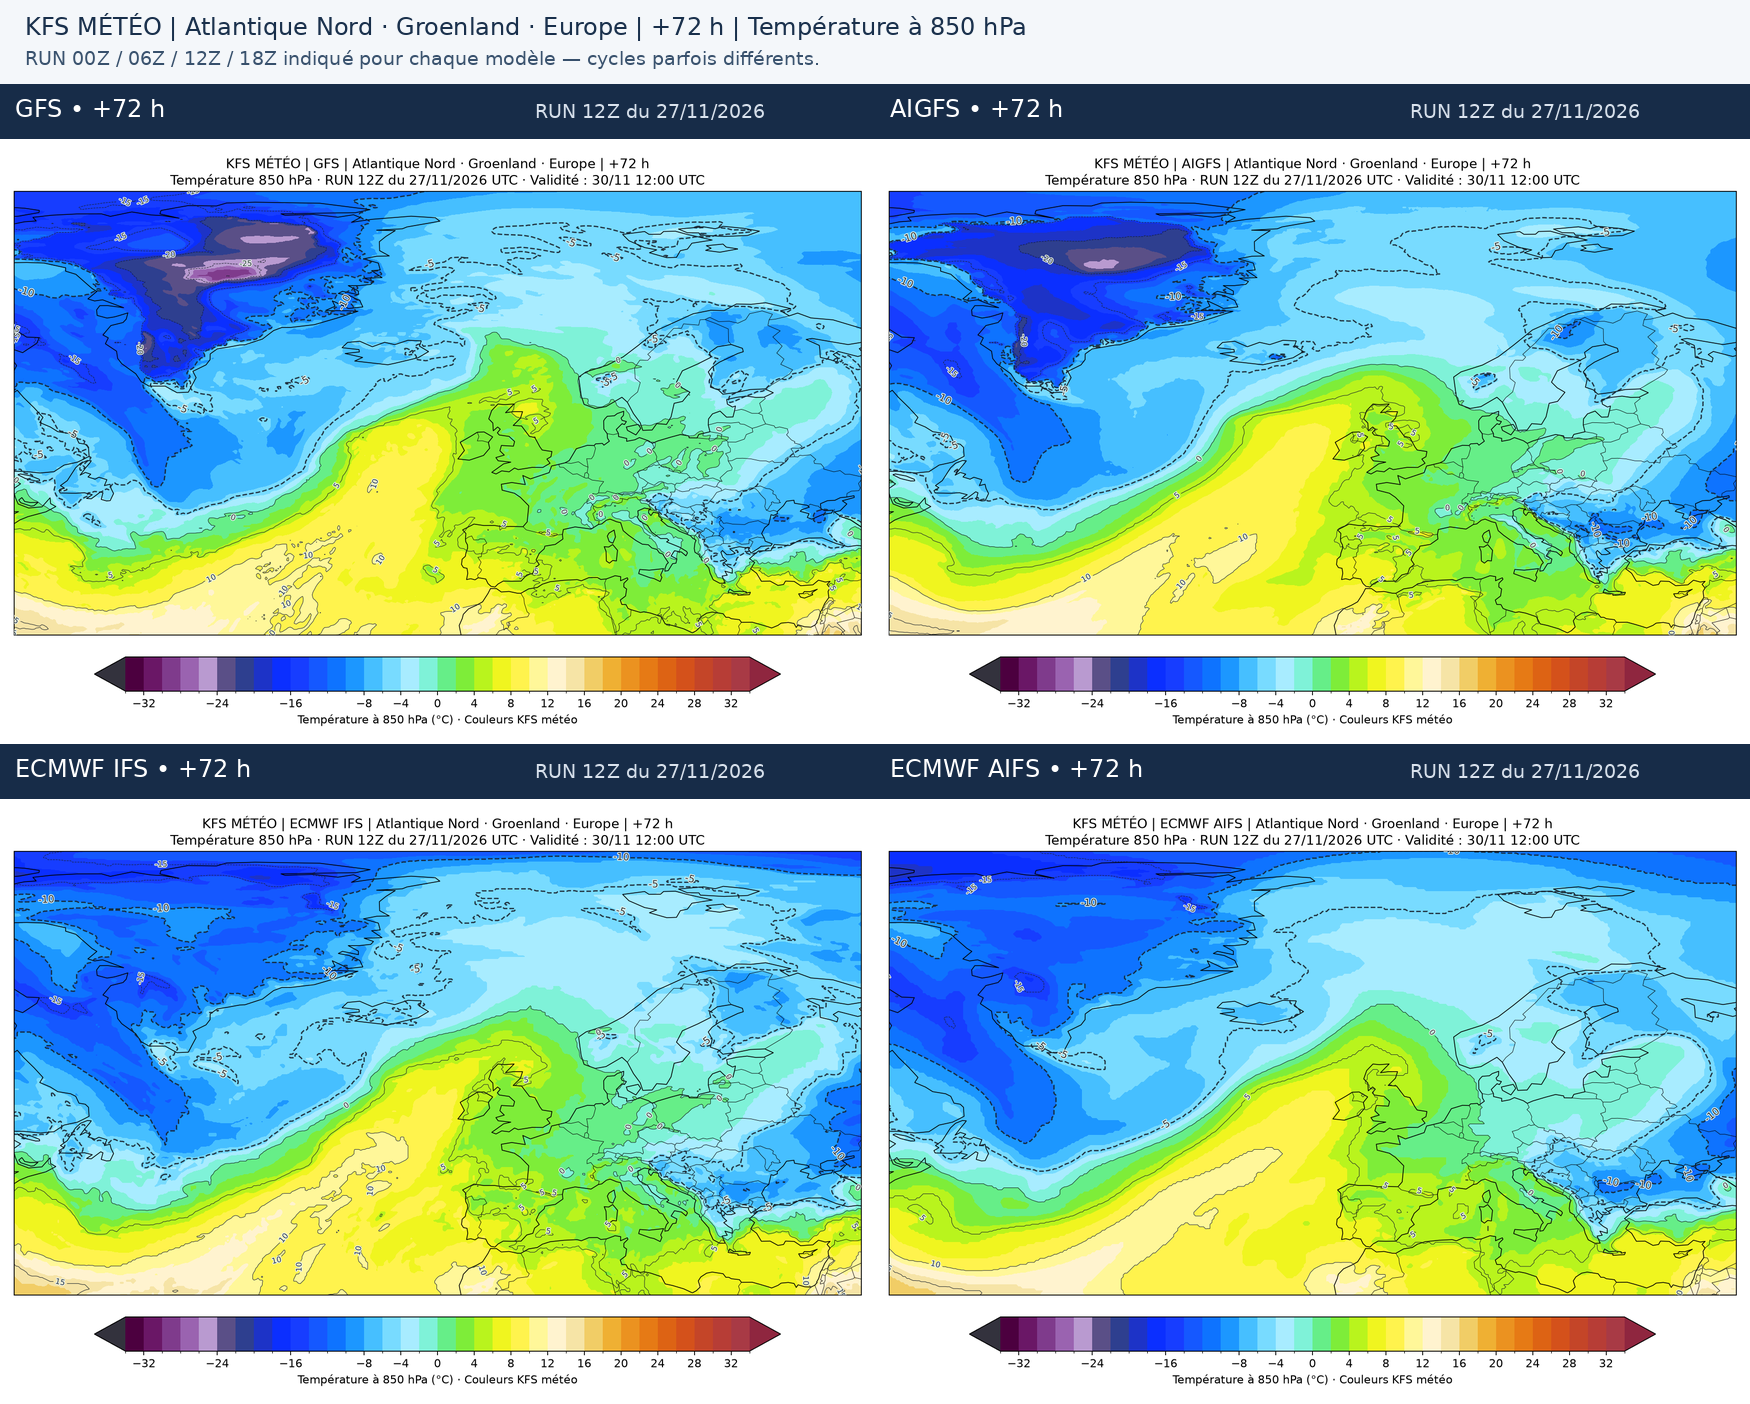 KFS MÉTÉO | Atlantique Nord · Groenland · Europe | +72 h | Température à 850 hPa
RUN 00Z / 06Z / 12Z / 18Z indiqué pour chaque modèle — cycles parfois différents.
GFS • +72 h
RUN 12Z du 27/11/2026
AIGFS • +72 h
RUN 12Z du 27/11/2026
KFS MÉTÉO | GFS | Atlantique Nord · Groenland · Europe | +72 h
Température 850 hPa · RUN 12Z du 27/11/2026 UTC · Validité : 30/11 12:00 UTC
KFS MÉTÉO | AIGFS | Atlantique Nord · Groenland · Europe | +72 h
Température 850 hPa · RUN 12Z du 27/11/2026 UTC · Validité : 30/11 12:00 UTC
−32 −24 −16 −8 −4 0 4 8 12 16 20 24 28 32
Température à 850 hPa (°C) · Couleurs KFS météo
−32 −24 −16 −8 −4 0 4 8 12 16 20 24 28 32
Température à 850 hPa (°C) · Couleurs KFS météo
ECMWF IFS • +72 h
RUN 12Z du 27/11/2026
ECMWF AIFS • +72 h
RUN 12Z du 27/11/2026
KFS MÉTÉO | ECMWF IFS | Atlantique Nord · Groenland · Europe | +72 h
Température 850 hPa · RUN 12Z du 27/11/2026 UTC · Validité : 30/11 12:00 UTC
KFS MÉTÉO | ECMWF AIFS | Atlantique Nord · Groenland · Europe | +72 h
Température 850 hPa · RUN 12Z du 27/11/2026 UTC · Validité : 30/11 12:00 UTC
−32 −24 −16 −8 −4 0 4 8 12 16 20 24 28 32
Température à 850 hPa (°C) · Couleurs KFS météo
−32 −24 −16 −8 −4 0 4 8 12 16 20 24 28 32
Température à 850 hPa (°C) · Couleurs KFS météo